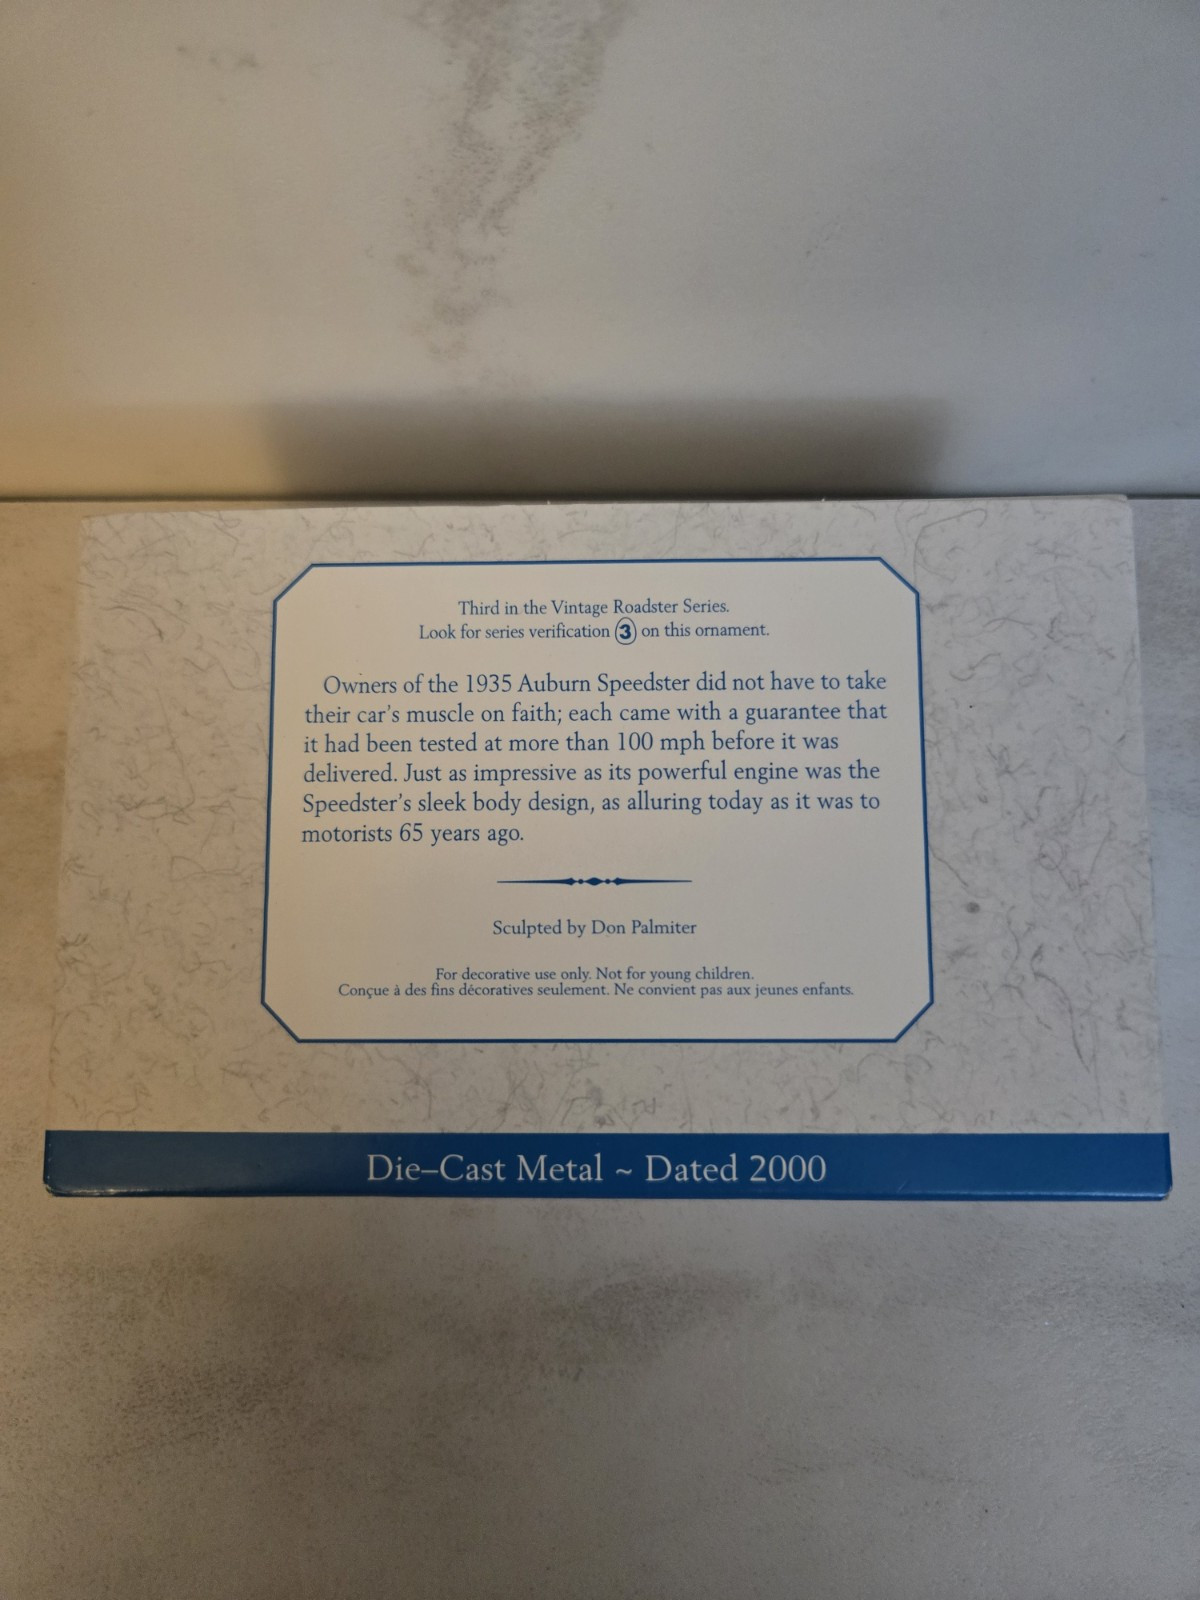 Third in the Vintage Roadster Series.
Look for series verification 3 on this ornament.
Owners of the 1935 Auburn Speedster did not have to take
their car's muscle on faith; each came with a guarantee that
it had been tested at more than 100 mph before it was
delivered. Just as impressive as its powerful engine was the
Speedster's sleek body design, as alluring today as it was to
motorists 65 years ago.
Sculpted by Don Palmiter
For decorative use only. Not for young children.
Conçue à des fins décoratives seulement. Ne convient pas aux jeunes enfants.
Die–Cast Metal ~ Dated 2000